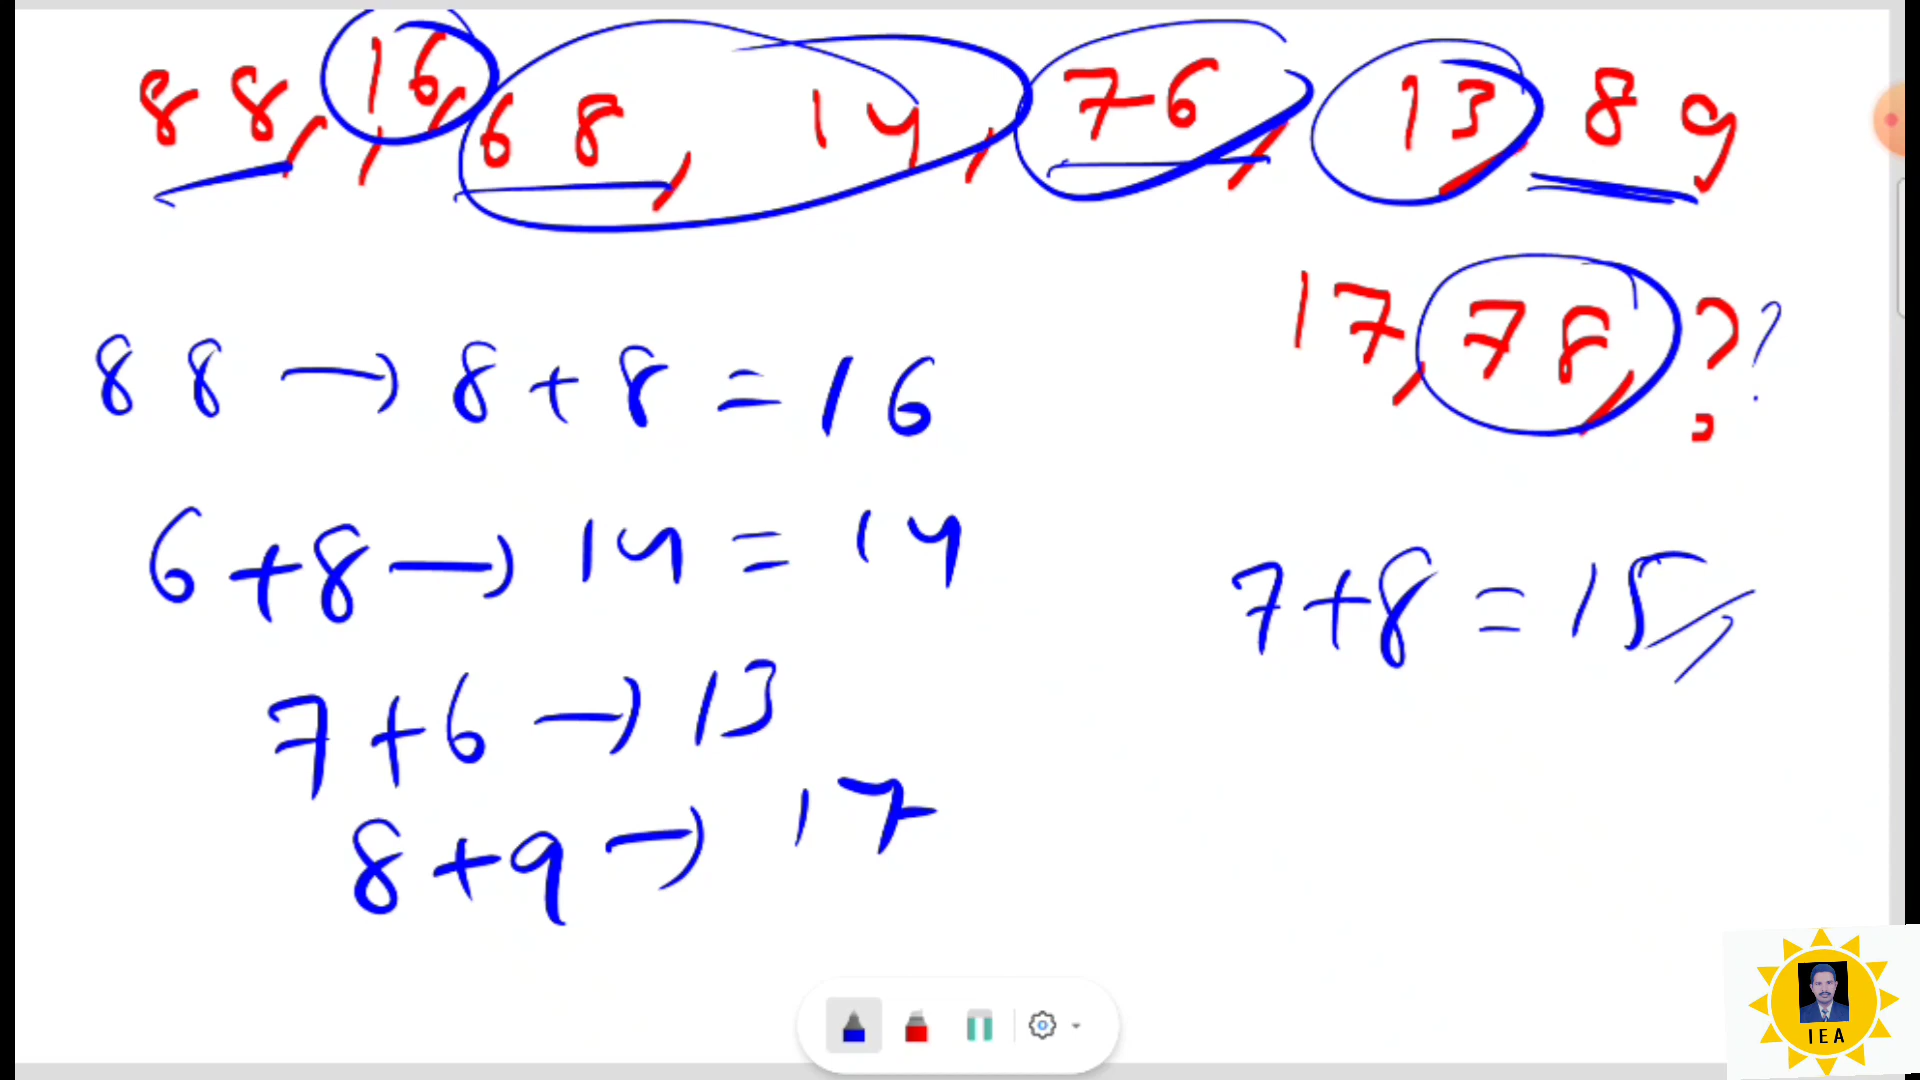 88, 16, 68, 14, 76, 13, 89
17, 78, ? ?
88 → 8 + 8 = 16
6 + 8 → 14 = 14
7 + 8 = 15
7 + 6 → 13
8 + 9 → 17
IEA